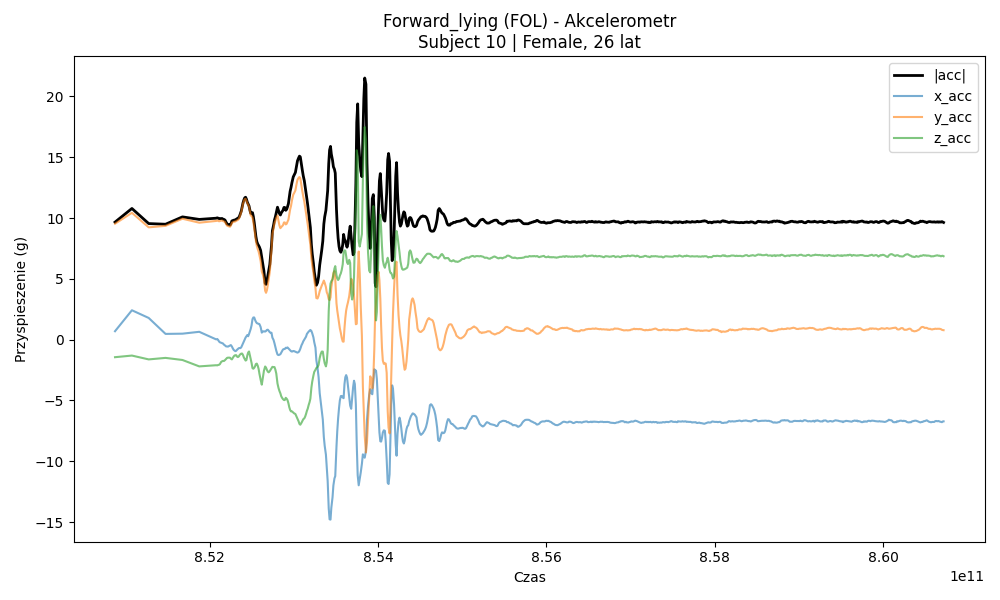 Forward_lying (FOL) - Akcelerometr
Subject 10 | Female, 26 lat
|acc|
x_acc
y_acc
z_acc
Przyspieszenie (g)
20
15
10
5
0
−5
−10
−15
8.52
8.54
8.56
8.58
8.60
1e11
Czas